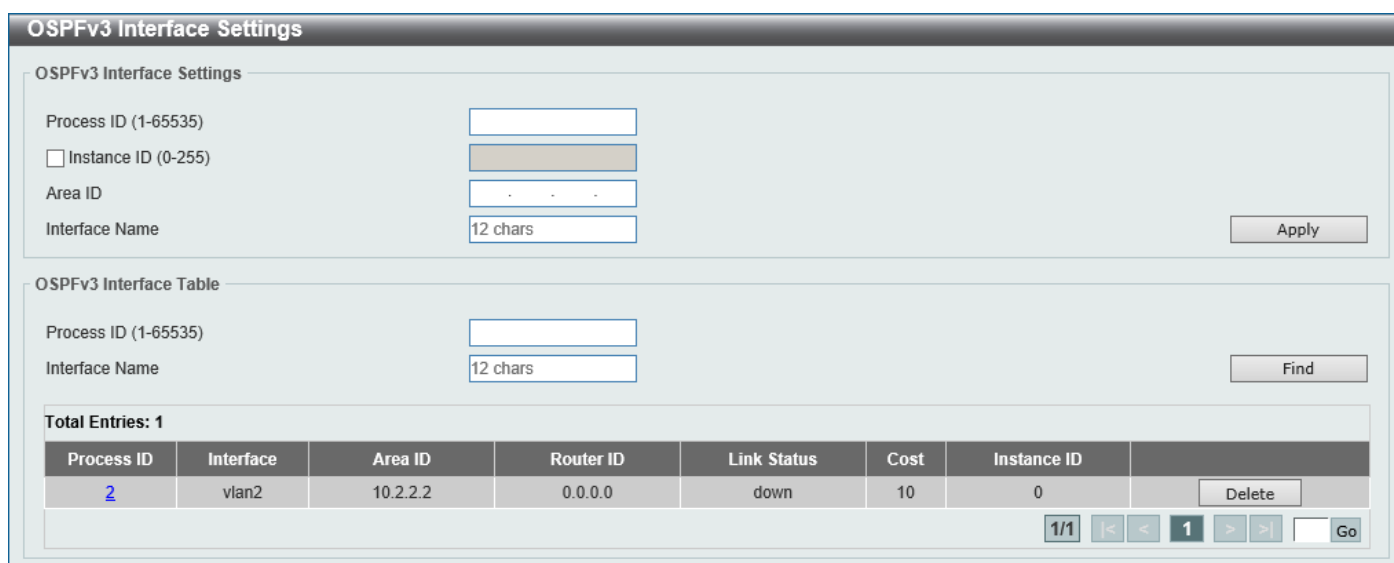 OSPFv3 Interface Settings
OSPFv3 Interface Settings
Process ID (1-65535)
Instance ID (0-255)
Area ID . . .
Interface Name 12 chars Apply
OSPFv3 Interface Table
Process ID (1-65535)
Interface Name 12 chars Find
Total Entries: 1
Process ID Interface Area ID Router ID Link Status Cost Instance ID
2 vlan2 10.2.2.2 0.0.0.0 down 10 0 Delete
1/1 |< < 1 > >| Go